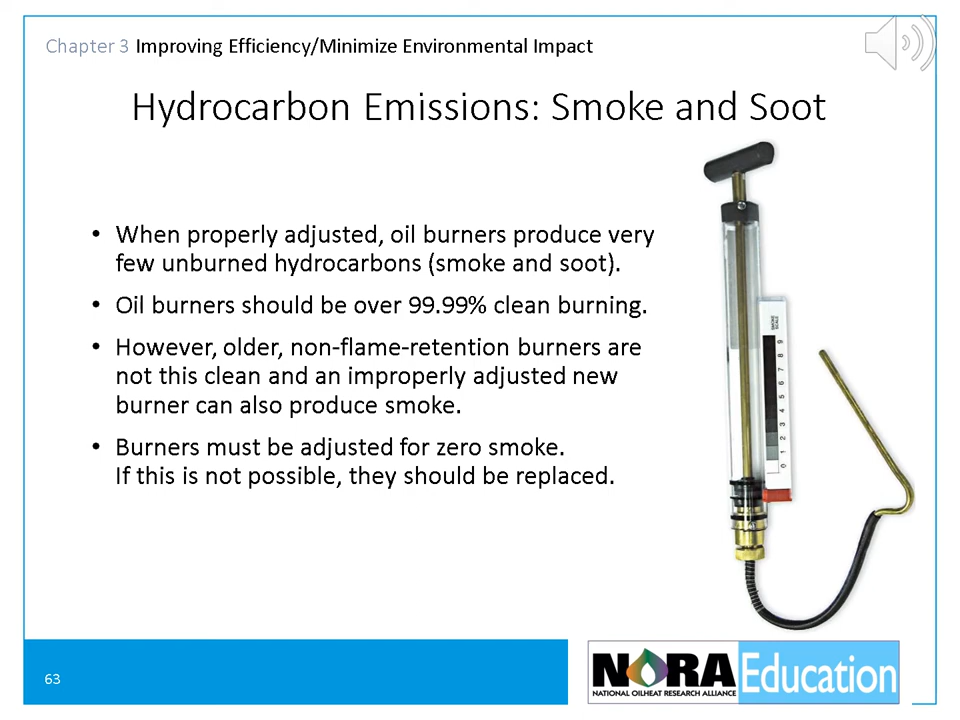 Chapter 3 Improving Efficiency/Minimize Environmental Impact
Hydrocarbon Emissions: Smoke and Soot
• When properly adjusted, oil burners produce very
few unburned hydrocarbons (smoke and soot).
• Oil burners should be over 99.99% clean burning.
• However, older, non-flame-retention burners are
not this clean and an improperly adjusted new
burner can also produce smoke.
• Burners must be adjusted for zero smoke.
If this is not possible, they should be replaced.
SMOKE
SCALE
0 1 2 3 4 5 6 7 8 9
63
NORA Education
NATIONAL OILHEAT RESEARCH ALLIANCE